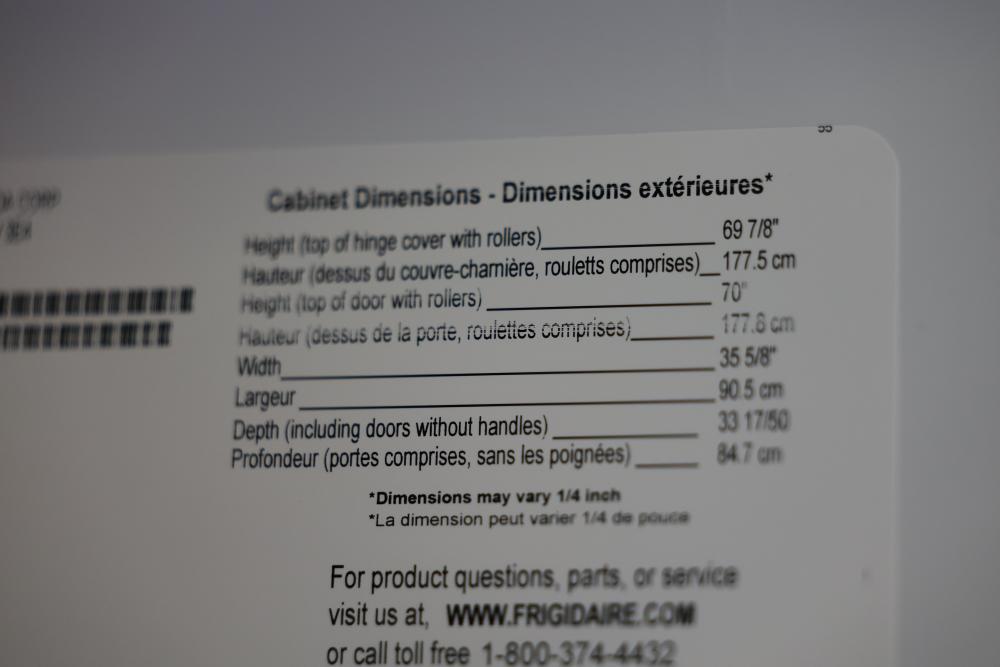 55
Cabinet Dimensions - Dimensions extérieures*
CORP
Height (top of hinge cover with rollers) 69 7/8"
Hauteur (dessus du couvre-charnière, rouletts comprises) 177.5 cm
Height (top of door with rollers) 70"
Hauteur (dessus de la porte, roulettes comprises) 177.8 cm
Width 35 5/8"
Largeur 90.5 cm
Depth (including doors without handles) 33 17/50
Profondeur (portes comprises, sans les poignées) 84.7 cm
*Dimensions may vary 1/4 inch
*La dimension peut varier 1/4 de pouce
For product questions, parts, or service
visit us at, WWW.FRIGIDAIRE.COM
or call toll free 1-800-374-4432